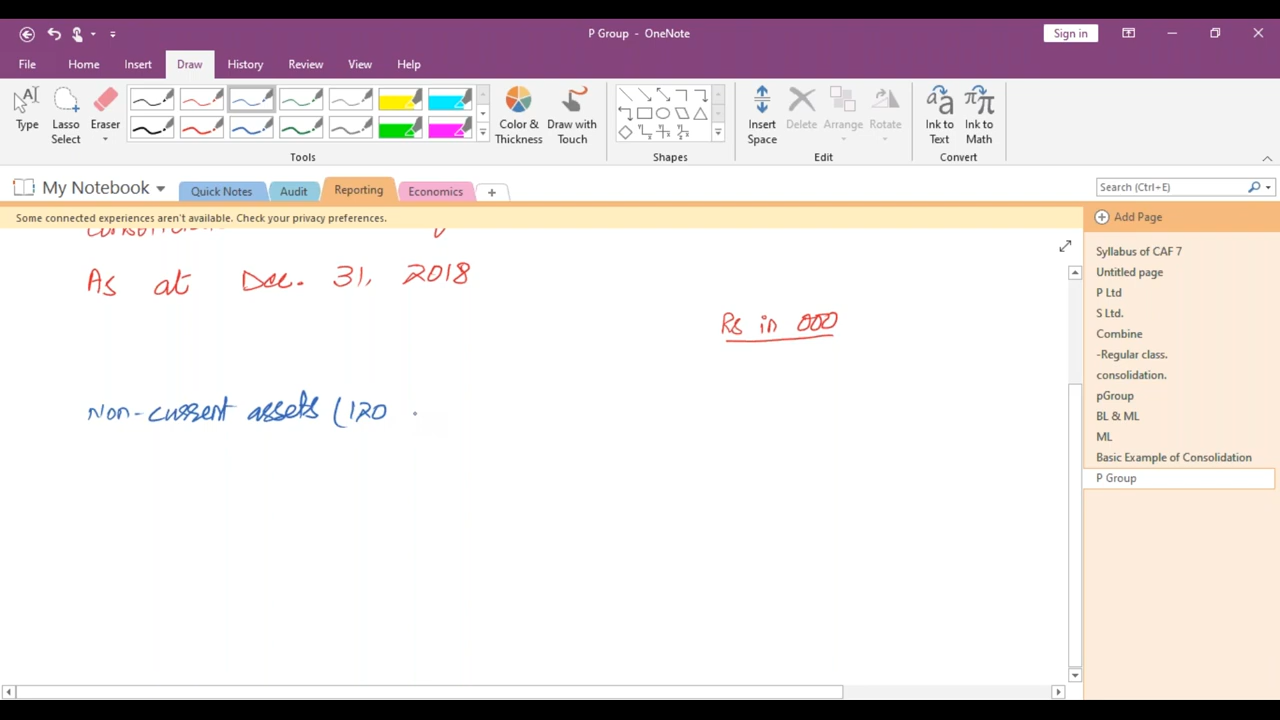 P Group - OneNote
Sign in
File Home Insert Draw History Review View Help
Type
Lasso Select
Eraser
Color & Thickness
Draw with Touch
Insert Space
Delete
Arrange
Rotate
Ink to Text
Ink to Math
Tools
Shapes
Edit
Convert
My Notebook
Quick Notes
Audit
Reporting
Economics
Search (Ctrl+E)
Some connected experiences aren't available. Check your privacy preferences.
As at Dec. 31, 2018
Rs in 000
Non-current assets (120
Add Page
Syllabus of CAF 7
Untitled page
P Ltd
S Ltd.
Combine
-Regular class.
consolidation.
pGroup
BL & ML
ML
Basic Example of Consolidation
P Group